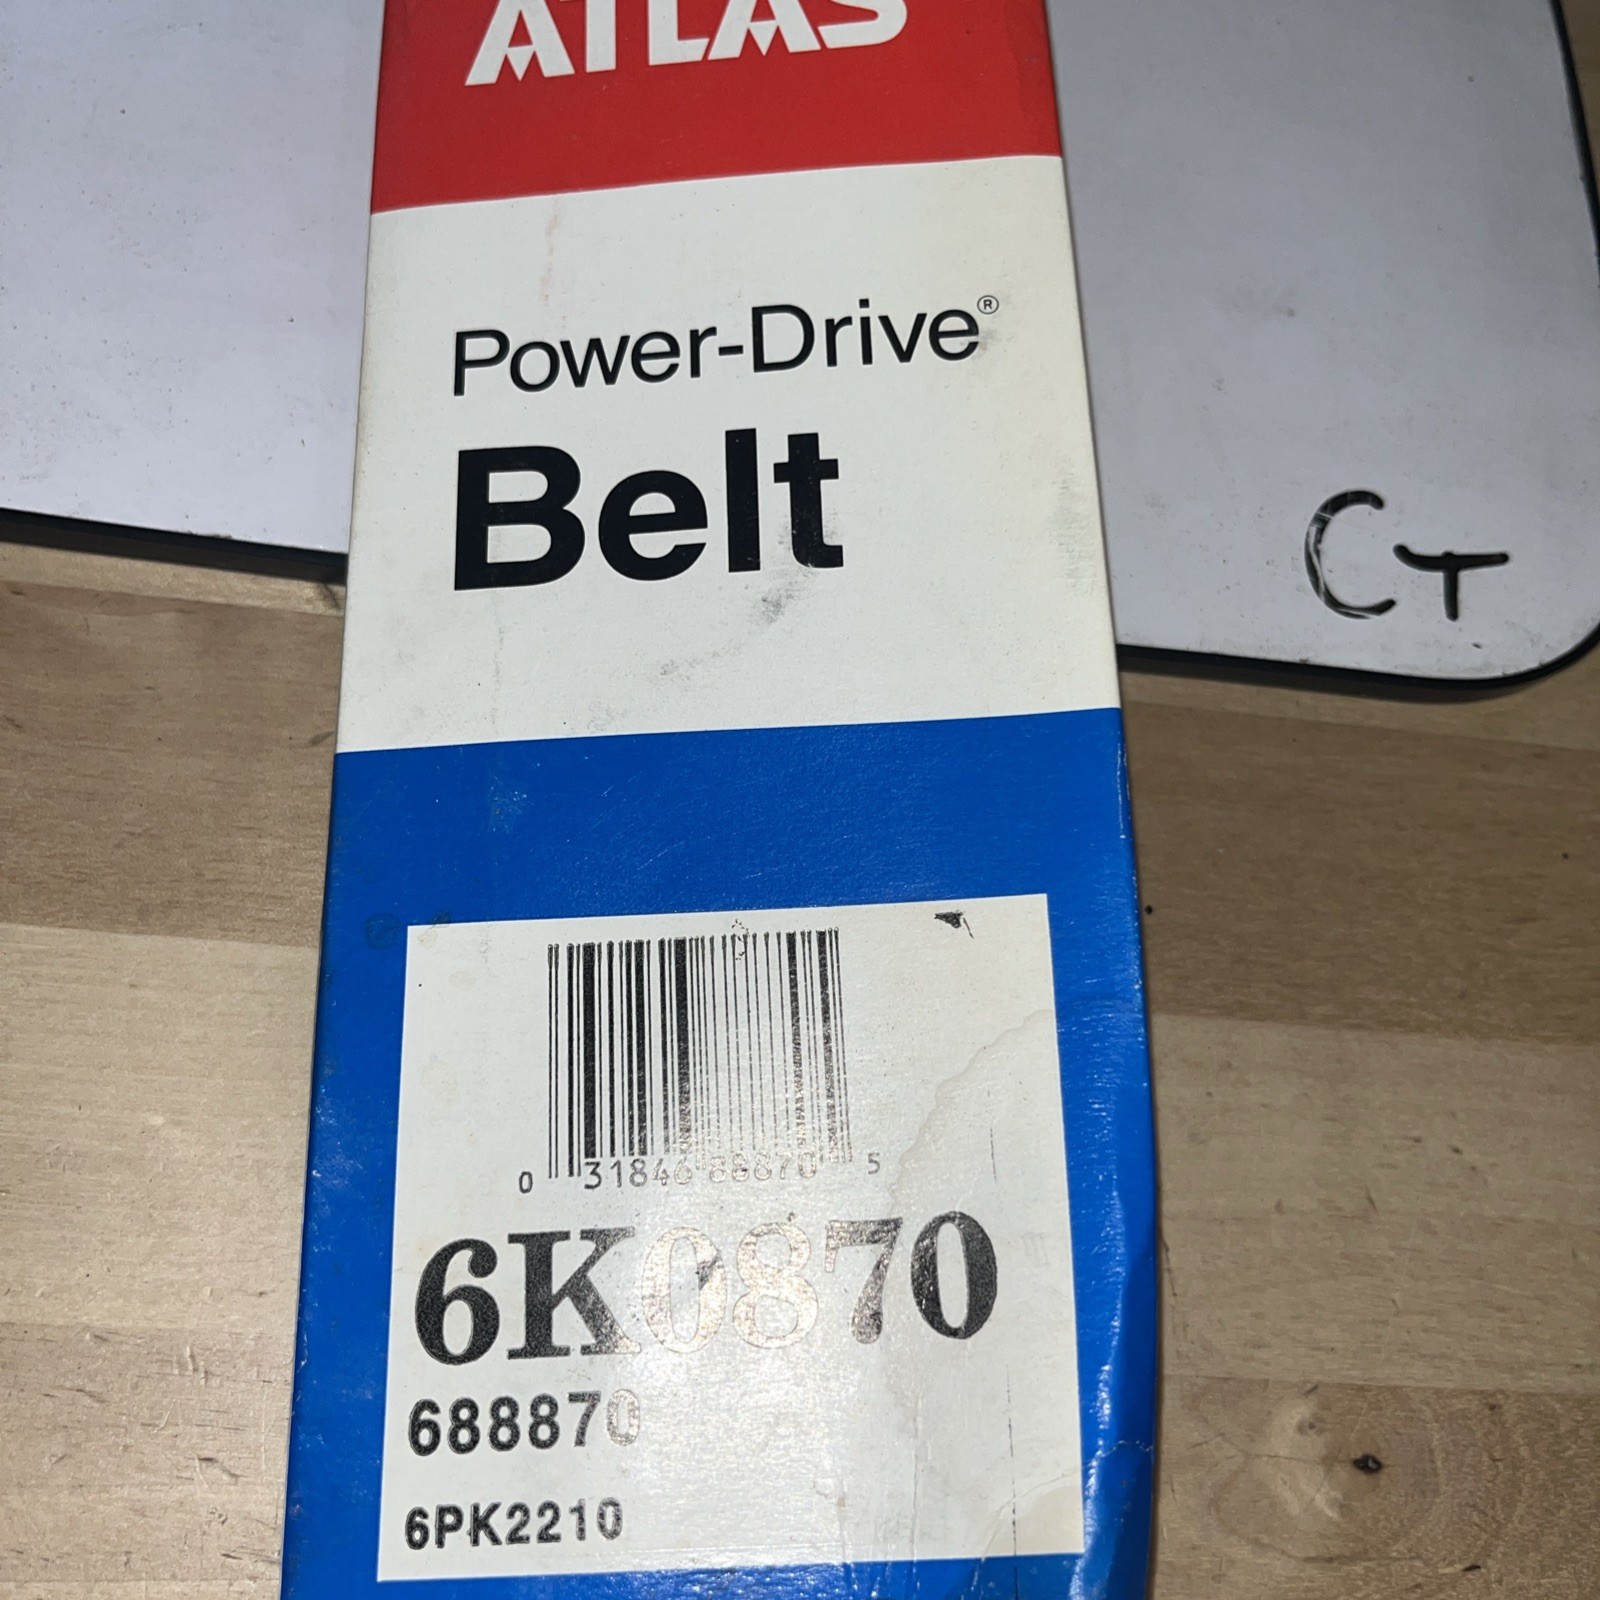 ATLAS
Power-Drive®
Belt
CT
0 31846 88870 5
6K0870
688870
6PK2210